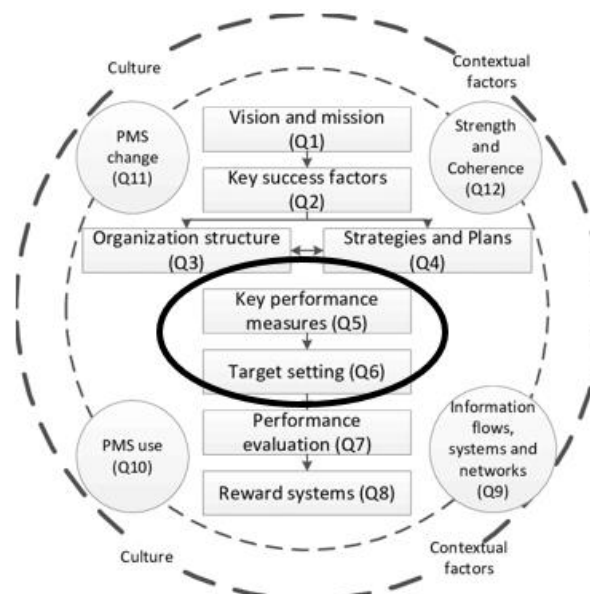 Culture
Contextual
factors
Vision and mission
(Q1)
PMS
change
(Q11)
Strength
and
Coherence
(Q12)
Key success factors
(Q2)
Organization structure
(Q3)
Strategies and Plans
(Q4)
Key performance
measures (Q5)
Target setting (Q6)
Performance
evaluation (Q7)
PMS use
(Q10)
Information
flows,
systems and
networks
(Q9)
Reward systems (Q8)
Culture
Contextual
factors